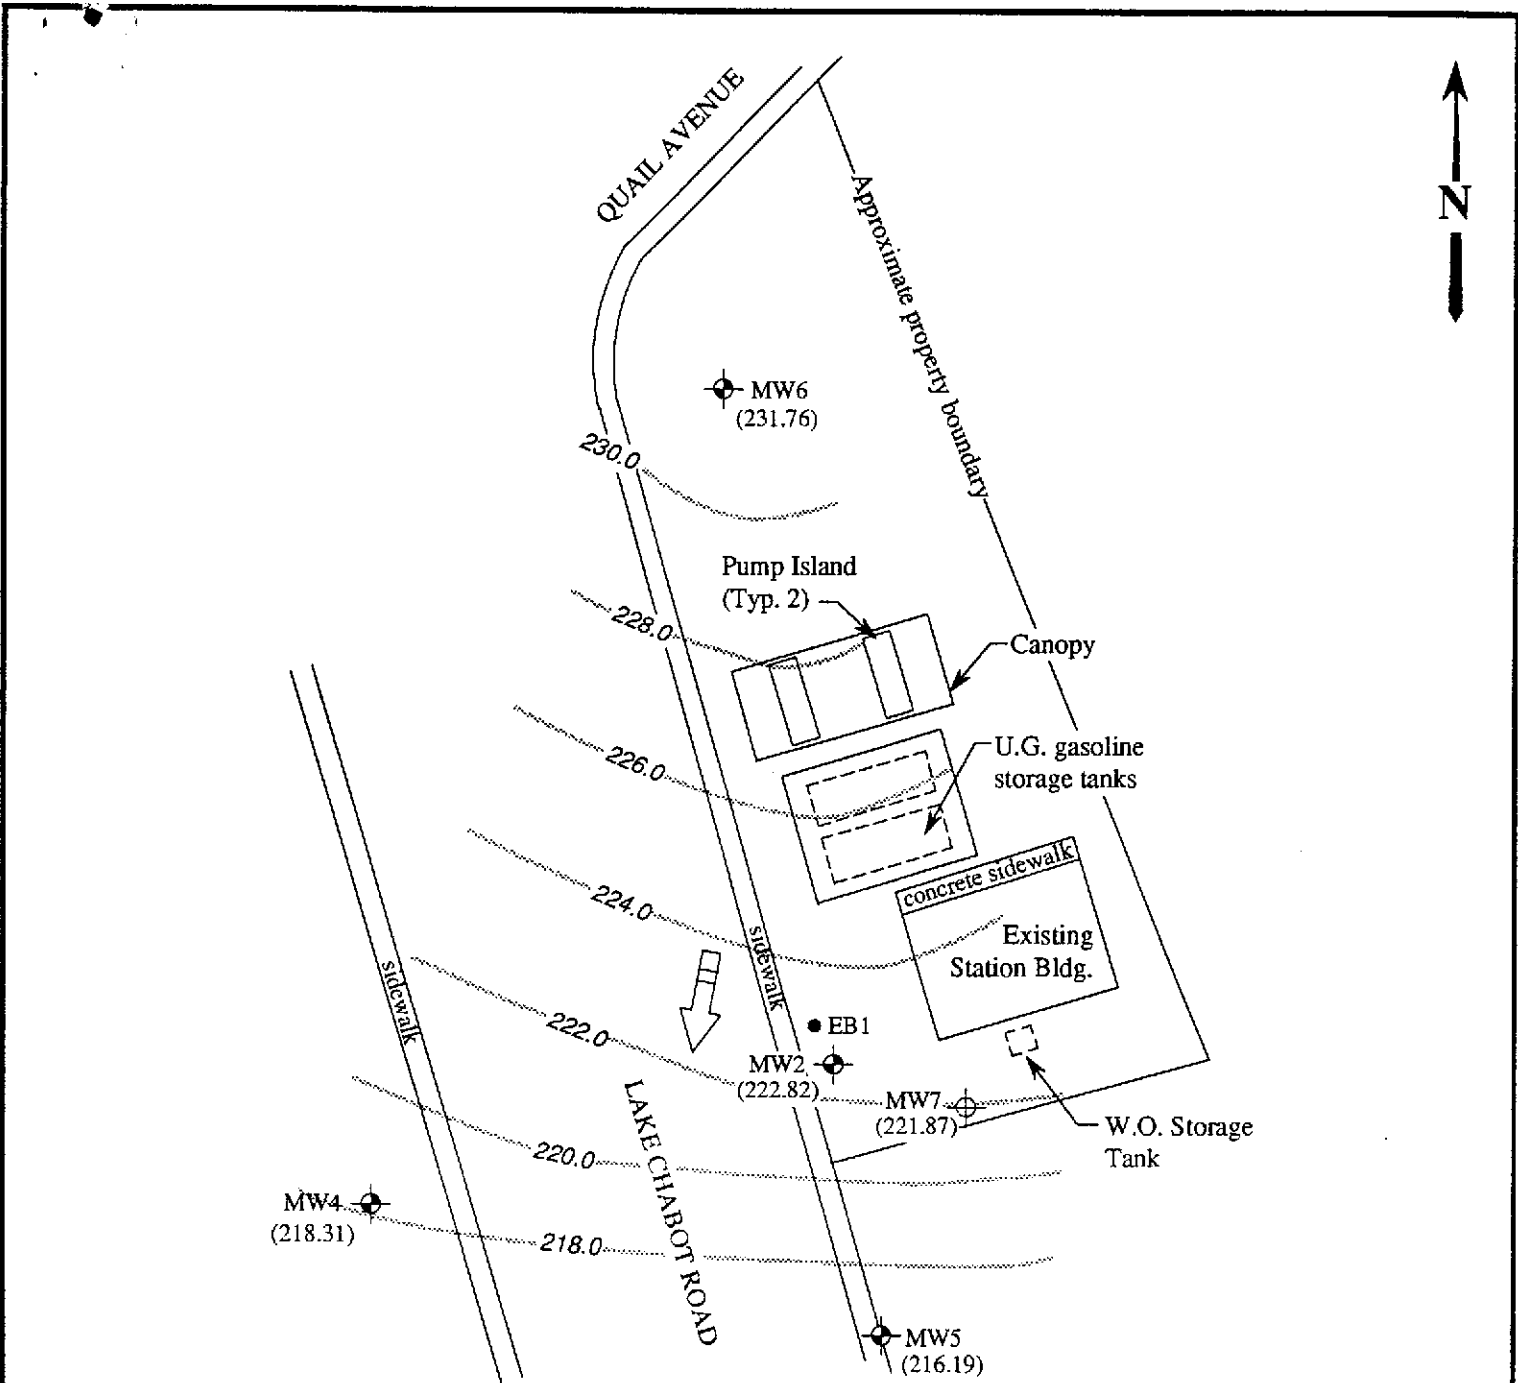 QUAIL AVENUE
N
Approximate property boundary
MW6
(231.76)
230.0
Pump Island
(Typ. 2)
228.0
Canopy
226.0
U.G. gasoline
storage tanks
224.0
concrete sidewalk
Existing
Station Bldg.
sidewalk
sidewalk
222.0
EB1
MW2
(222.82)
MW7
(221.87)
W.O. Storage
Tank
LAKE CHABOT ROAD
220.0
MW4
(218.31)
218.0
MW5
(216.19)